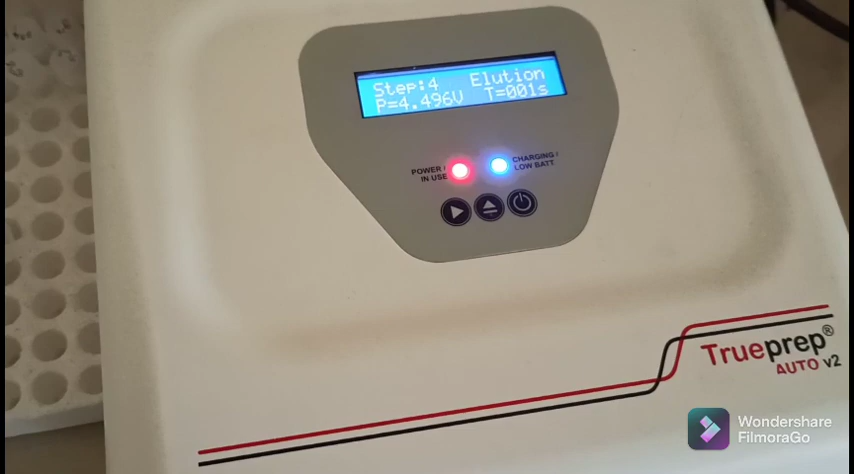 Step:4 Elution
P=4.496V T=001s
POWER / IN USE
CHARGING / LOW BATT.
Trueprep®
AUTO v2
Wondershare
FilmoraGo